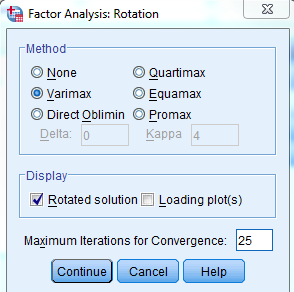 Factor Analysis: Rotation
Method
None Quartimax
Varimax Equamax
Direct Oblimin Promax
Delta: 0 Kappa 4
Display
Rotated solution Loading plot(s)
Maximum Iterations for Convergence: 25
Continue Cancel Help